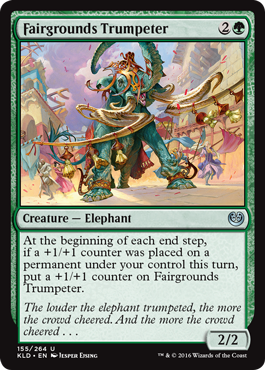 Fairgrounds Trumpeter 2
Creature — Elephant
At the beginning of each end step,
if a +1/+1 counter was placed on a
permanent under your control this turn,
put a +1/+1 counter on Fairgrounds
Trumpeter.
The louder the elephant trumpeted, the more
the crowd cheered. And the more the crowd
cheered . . .
2/2
155/264 U
KLD • EN Jesper Ejsing
™ & © 2016 Wizards of the Coast